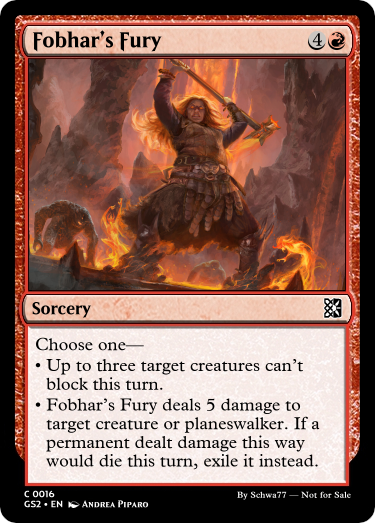 Fobhar's Fury 4
Sorcery
Choose one—
• Up to three target creatures can't
block this turn.
• Fobhar's Fury deals 5 damage to
target creature or planeswalker. If a
permanent dealt damage this way
would die this turn, exile it instead.
C 0016
GS2 • EN Andrea Piparo
By Schwa77 — Not for Sale